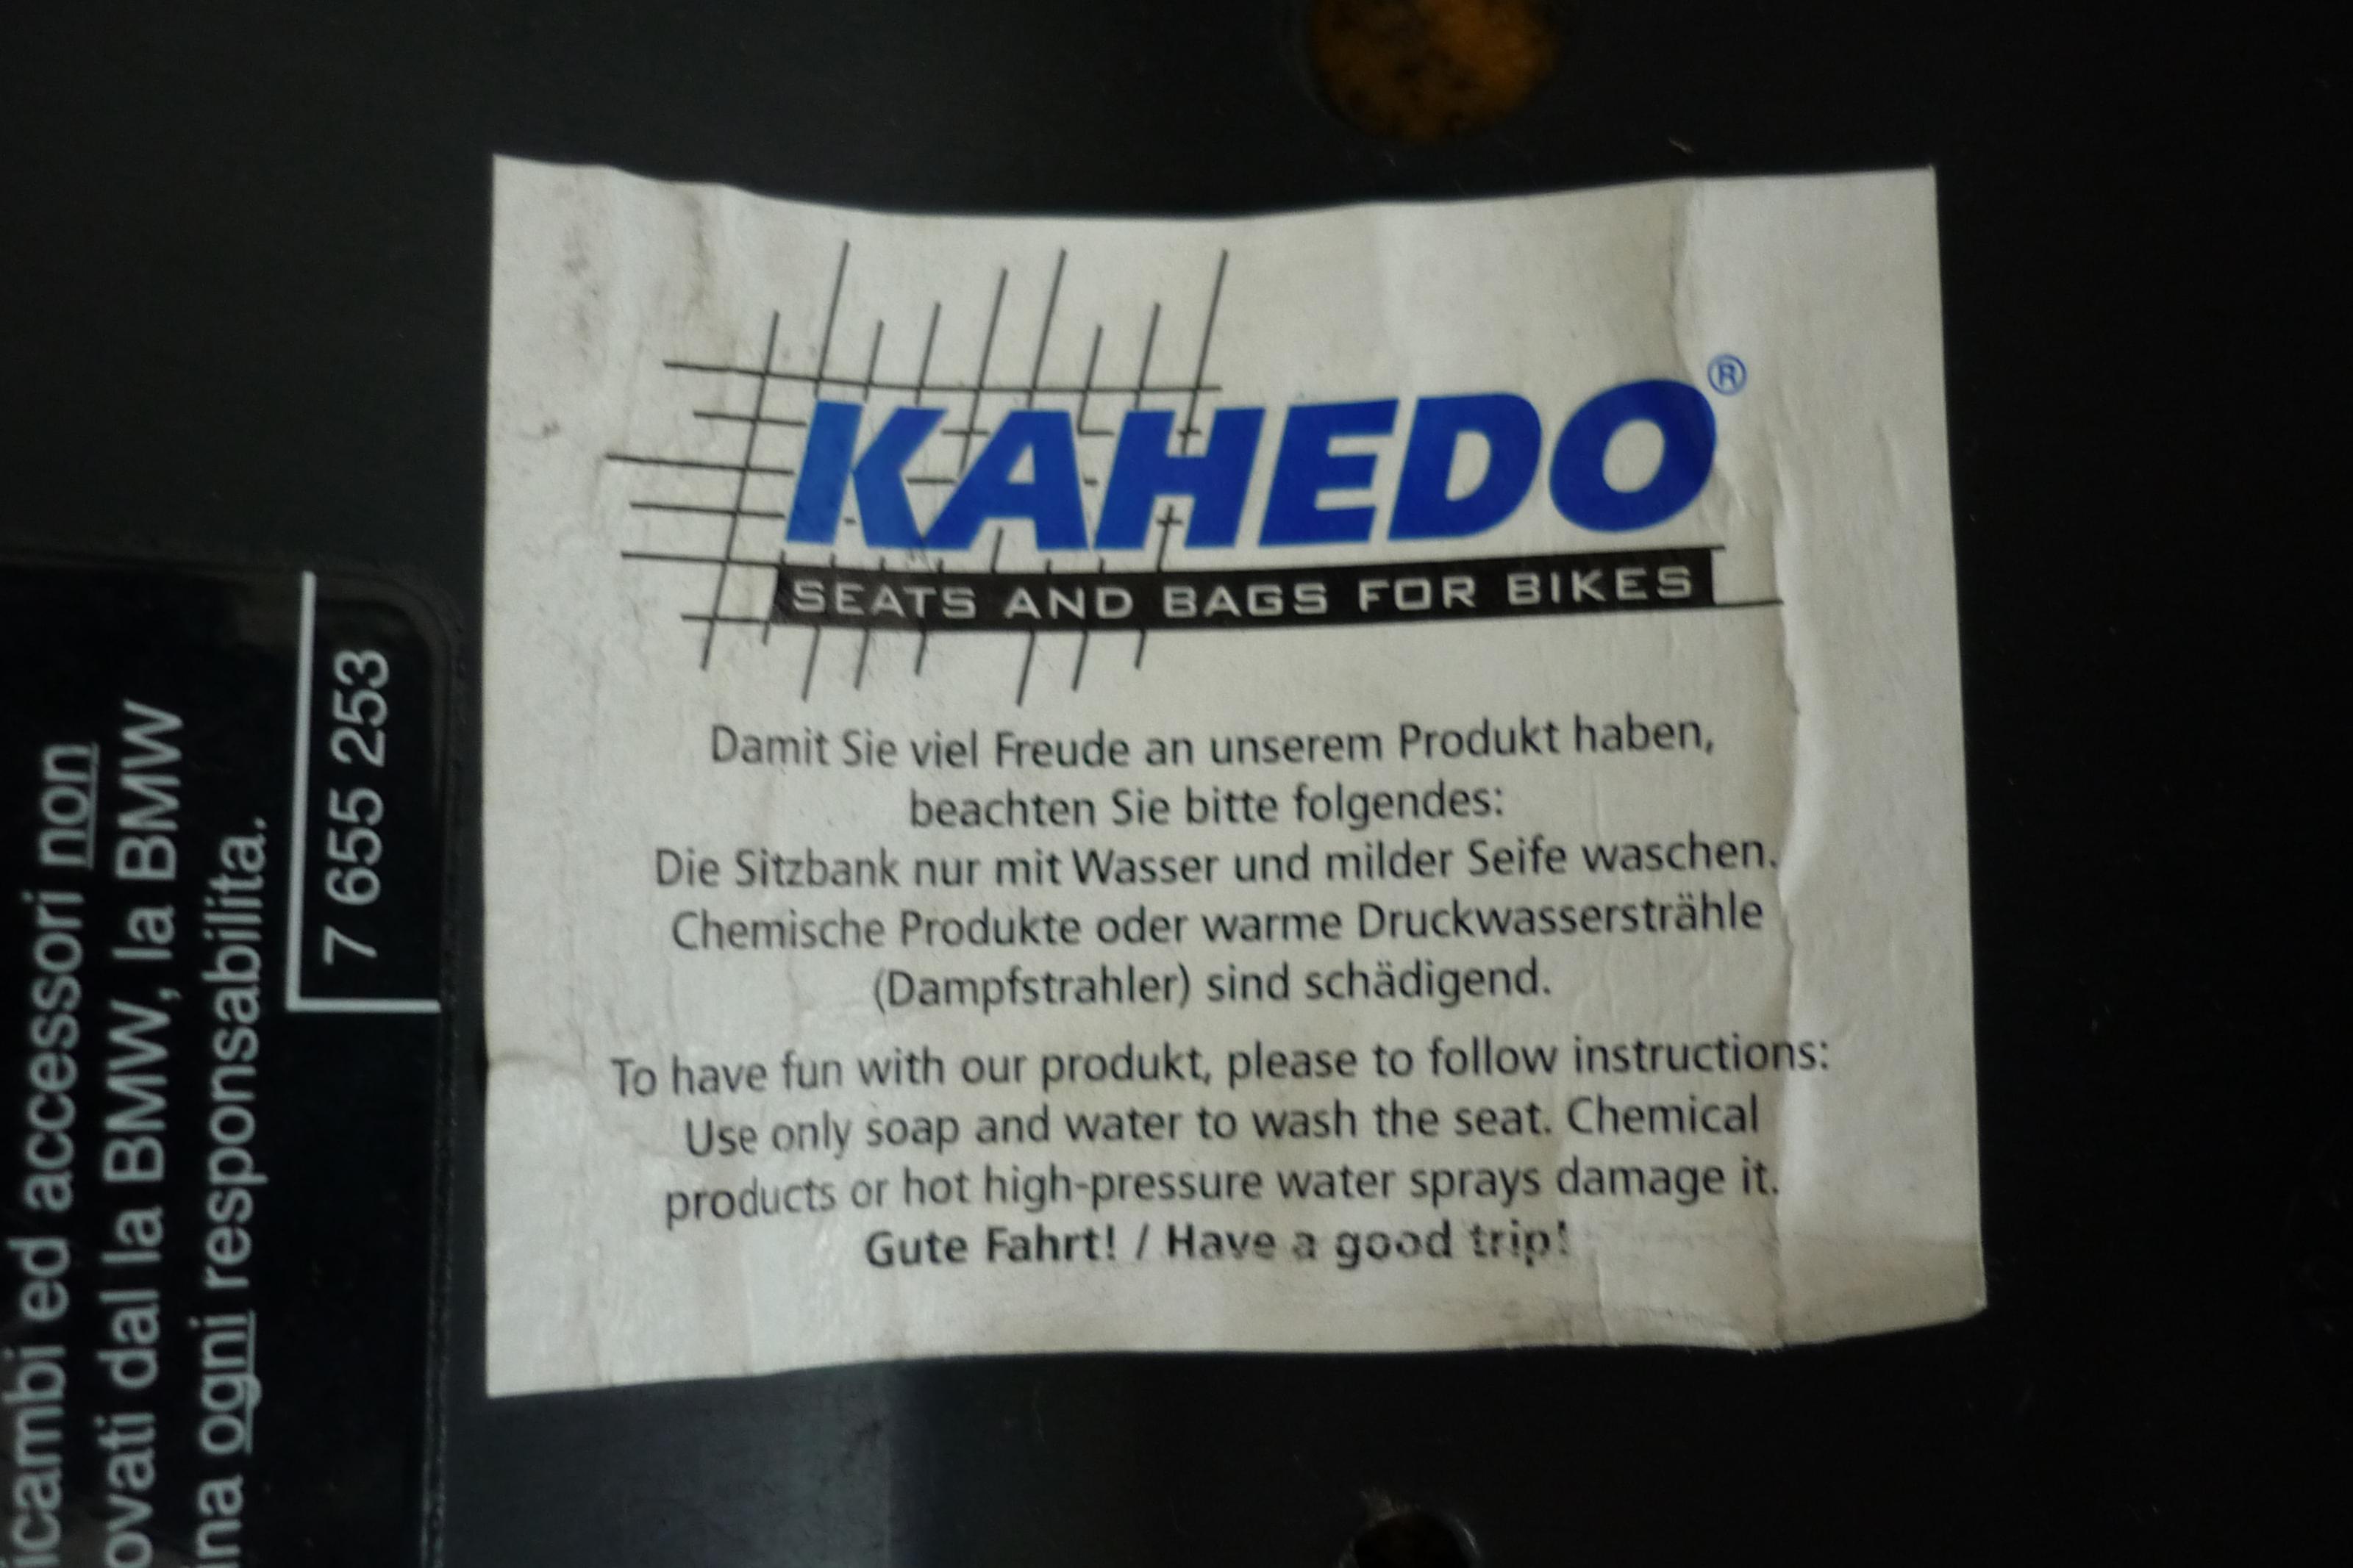 KAHEDO®
SEATS AND BAGS FOR BIKES
Damit Sie viel Freude an unserem Produkt haben,
beachten Sie bitte folgendes:
Die Sitzbank nur mit Wasser und milder Seife waschen.
Chemische Produkte oder warme Druckwassersträhle
(Dampfstrahler) sind schädigend.
To have fun with our produkt, please to follow instructions:
Use only soap and water to wash the seat. Chemical
products or hot high-pressure water sprays damage it.
Gute Fahrt! / Have a good trip!
ed accessori non
dal la BMW, la BMW
ogni responsabilita.
7 655 253